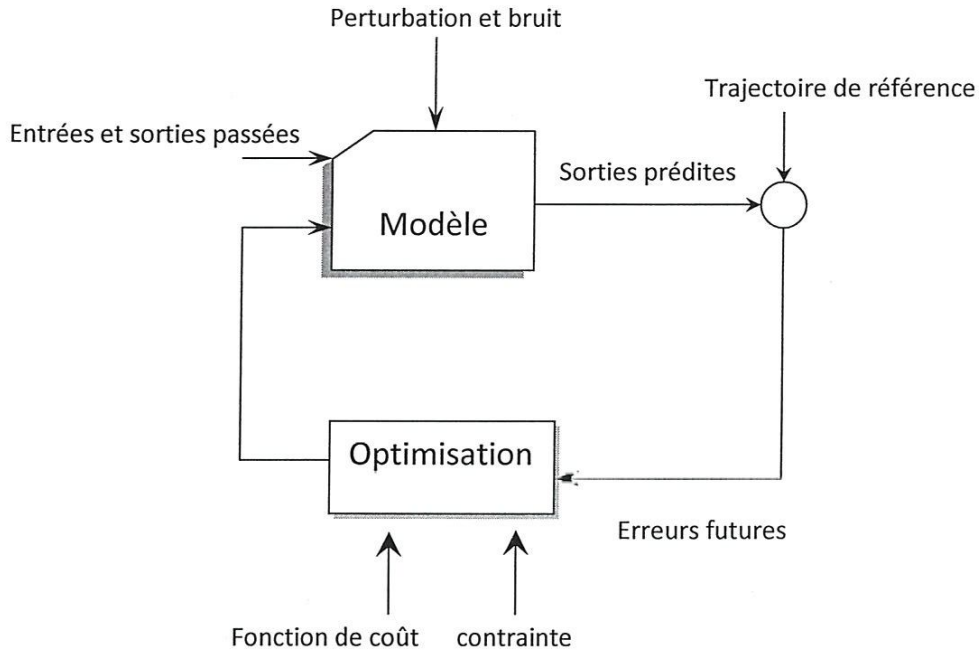 Perturbation et bruit
Trajectoire de référence
Entrées et sorties passées
Sorties prédites
Modèle
Optimisation
Erreurs futures
Fonction de coût
contrainte